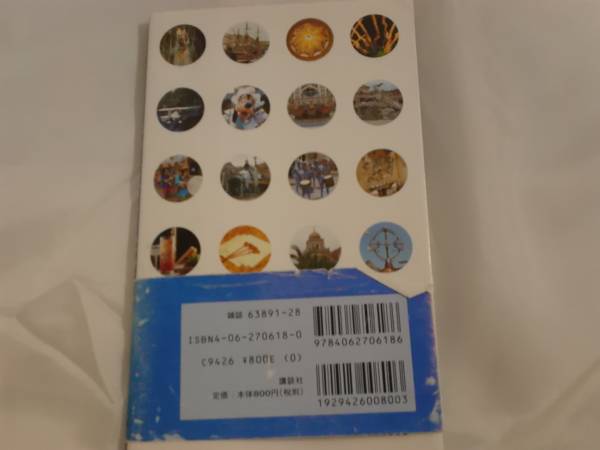 雑誌 63891-28
ISBN4-06-270618-0
9784062706186
C9426 ¥800E (0)
講談社
定価：本体800円(税別)
1929426008003